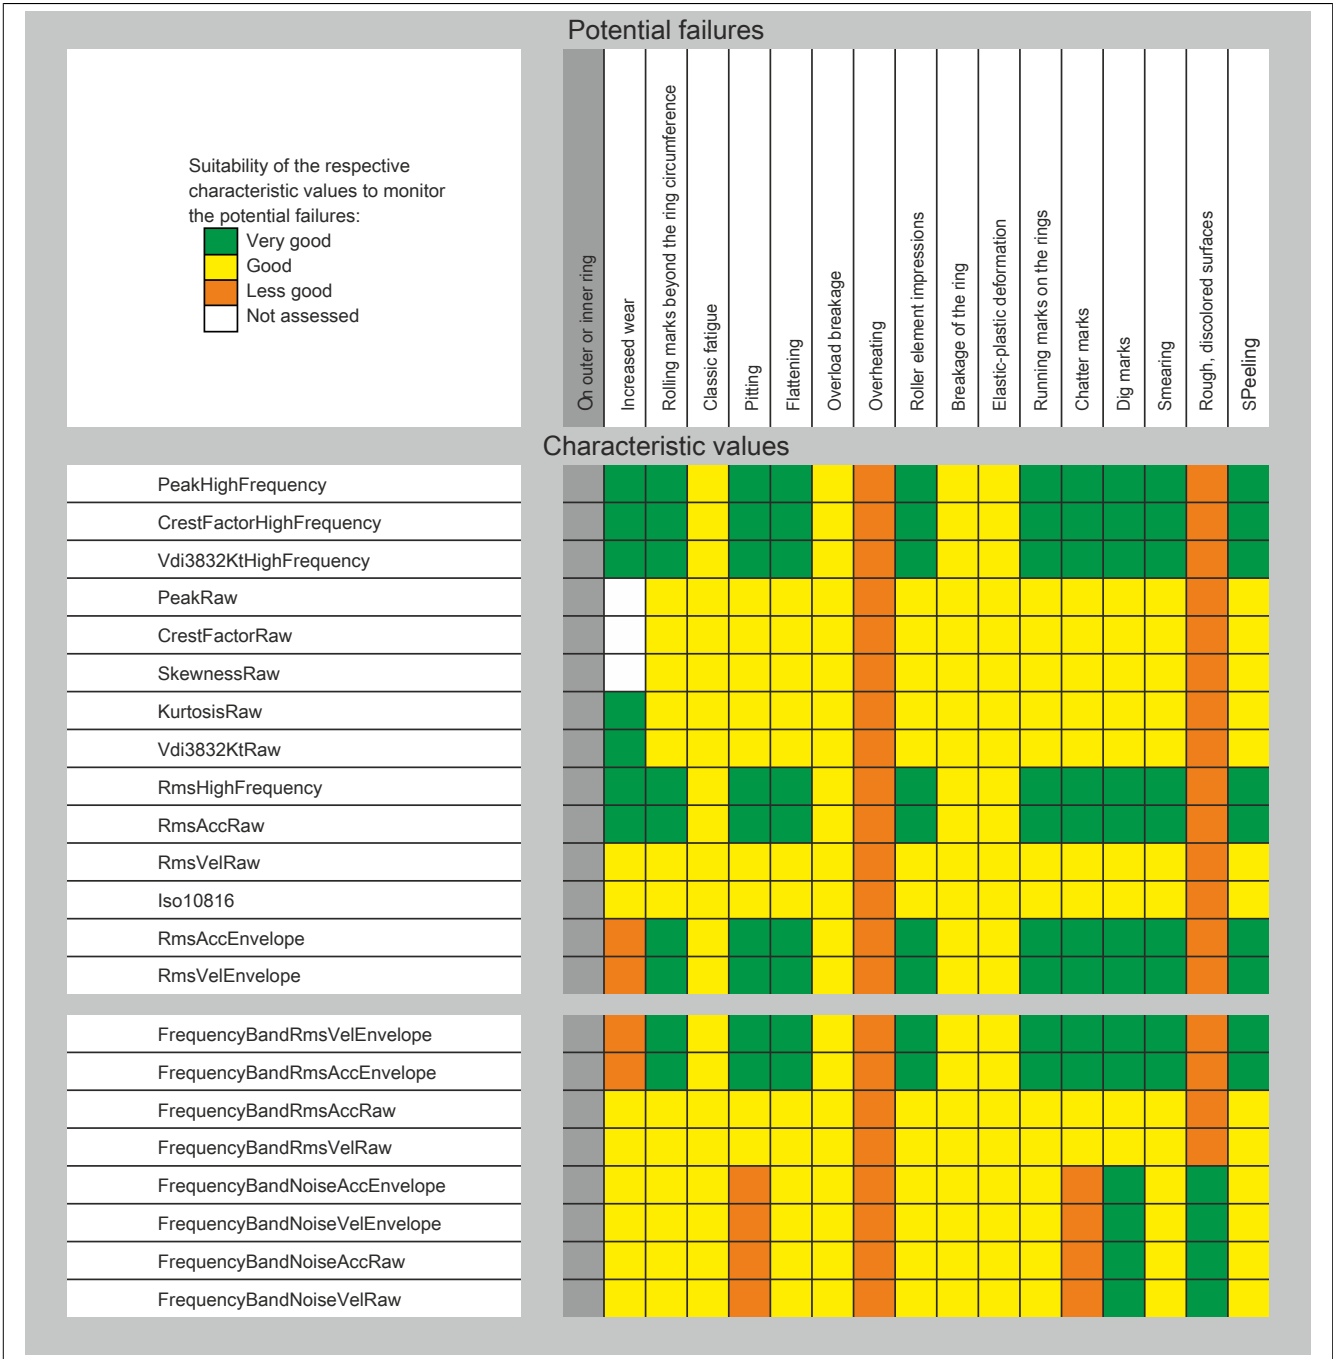 Potential failures
Suitability of the respective
characteristic values to monitor
the potential failures:
Very good
Good
Less good
Not assessed
On outer or inner ring
Increased wear
Rolling marks beyond the ring circumference
Classic fatigue
Pitting
Flattening
Overload breakage
Overheating
Roller element impressions
Breakage of the ring
Elastic-plastic deformation
Running marks on the rings
Chatter marks
Dig marks
Smearing
Rough, discolored surfaces
SPeeling
Characteristic values
PeakHighFrequency
CrestFactorHighFrequency
Vdi3832KtHighFrequency
PeakRaw
CrestFactorRaw
SkewnessRaw
KurtosisRaw
Vdi3832KtRaw
RmsHighFrequency
RmsAccRaw
RmsVelRaw
Iso10816
RmsAccEnvelope
RmsVelEnvelope
FrequencyBandRmsVelEnvelope
FrequencyBandRmsAccEnvelope
FrequencyBandRmsAccRaw
FrequencyBandRmsVelRaw
FrequencyBandNoiseAccEnvelope
FrequencyBandNoiseVelEnvelope
FrequencyBandNoiseAccRaw
FrequencyBandNoiseVelRaw